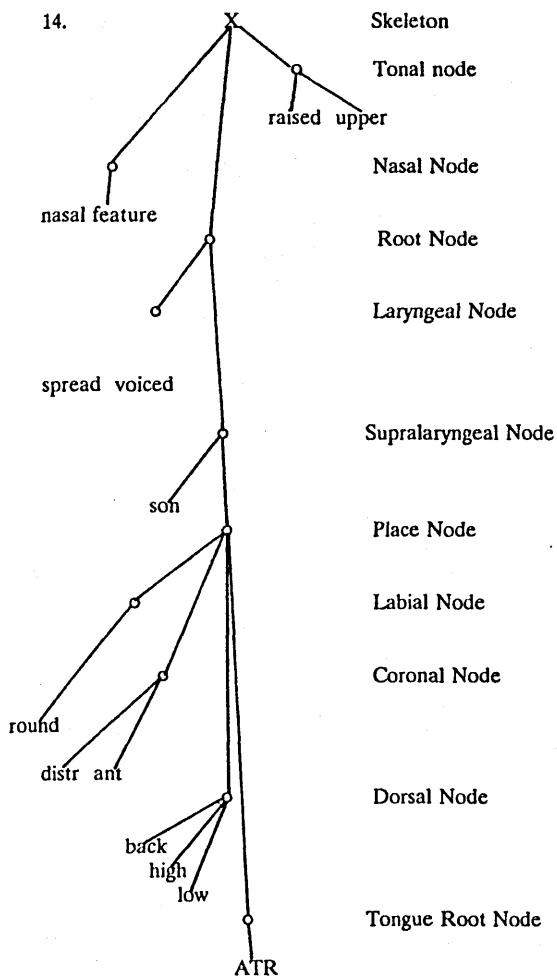 14. X Skeleton
Tonal node
raised upper
Nasal Node
nasal feature
Root Node
Laryngeal Node
spread voiced
Supralaryngeal Node
son
Place Node
Labial Node
Coronal Node
round
distr ant
Dorsal Node
back
high
low
Tongue Root Node
ATR